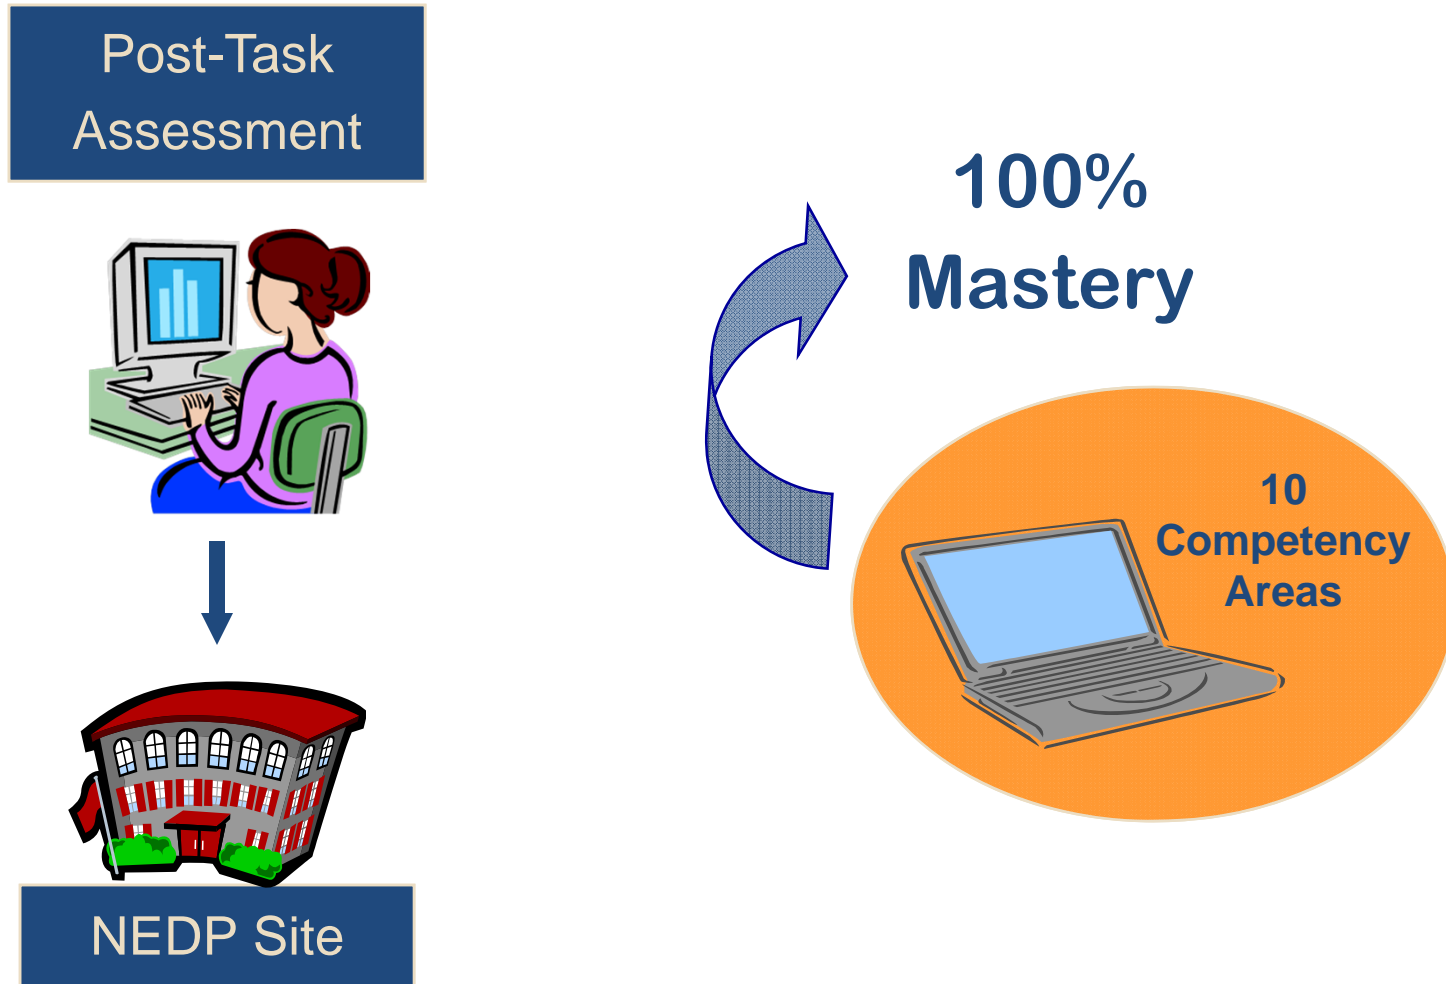 Post-Task
Assessment
100%
Mastery
10
Competency
Areas
NEDP Site